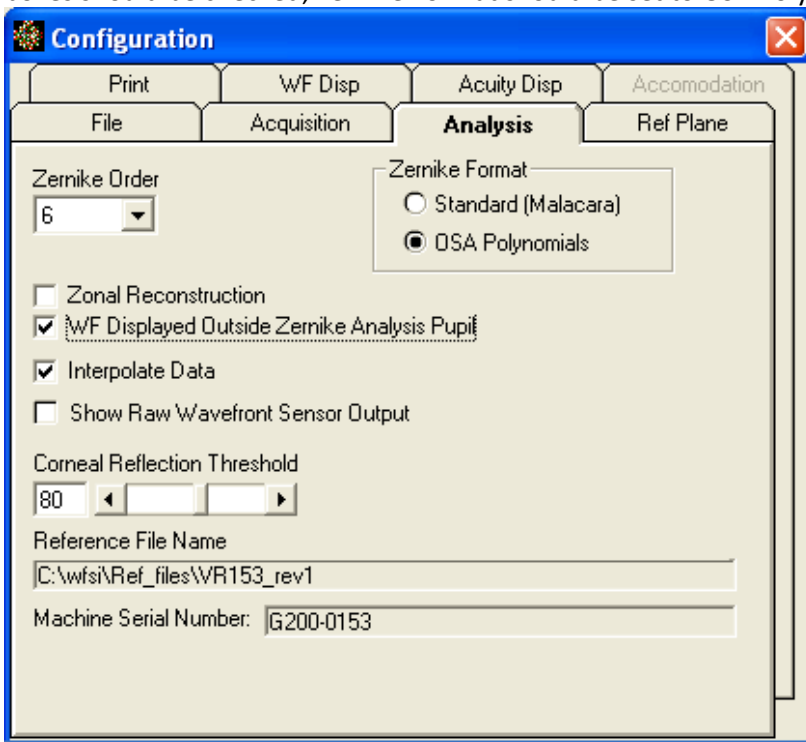 Configuration
Print WF Disp Acuity Disp Accomodation
File Acquisition Analysis Ref Plane
Zernike Order
6
Zernike Format
Standard (Malacara)
OSA Polynomials
Zonal Reconstruction
WF Displayed Outside Zernike Analysis Pupil
Interpolate Data
Show Raw Wavefront Sensor Output
Corneal Reflection Threshold
80
Reference File Name
C:\wfsi\Ref_files\VR153_rev1
Machine Serial Number: G200-0153